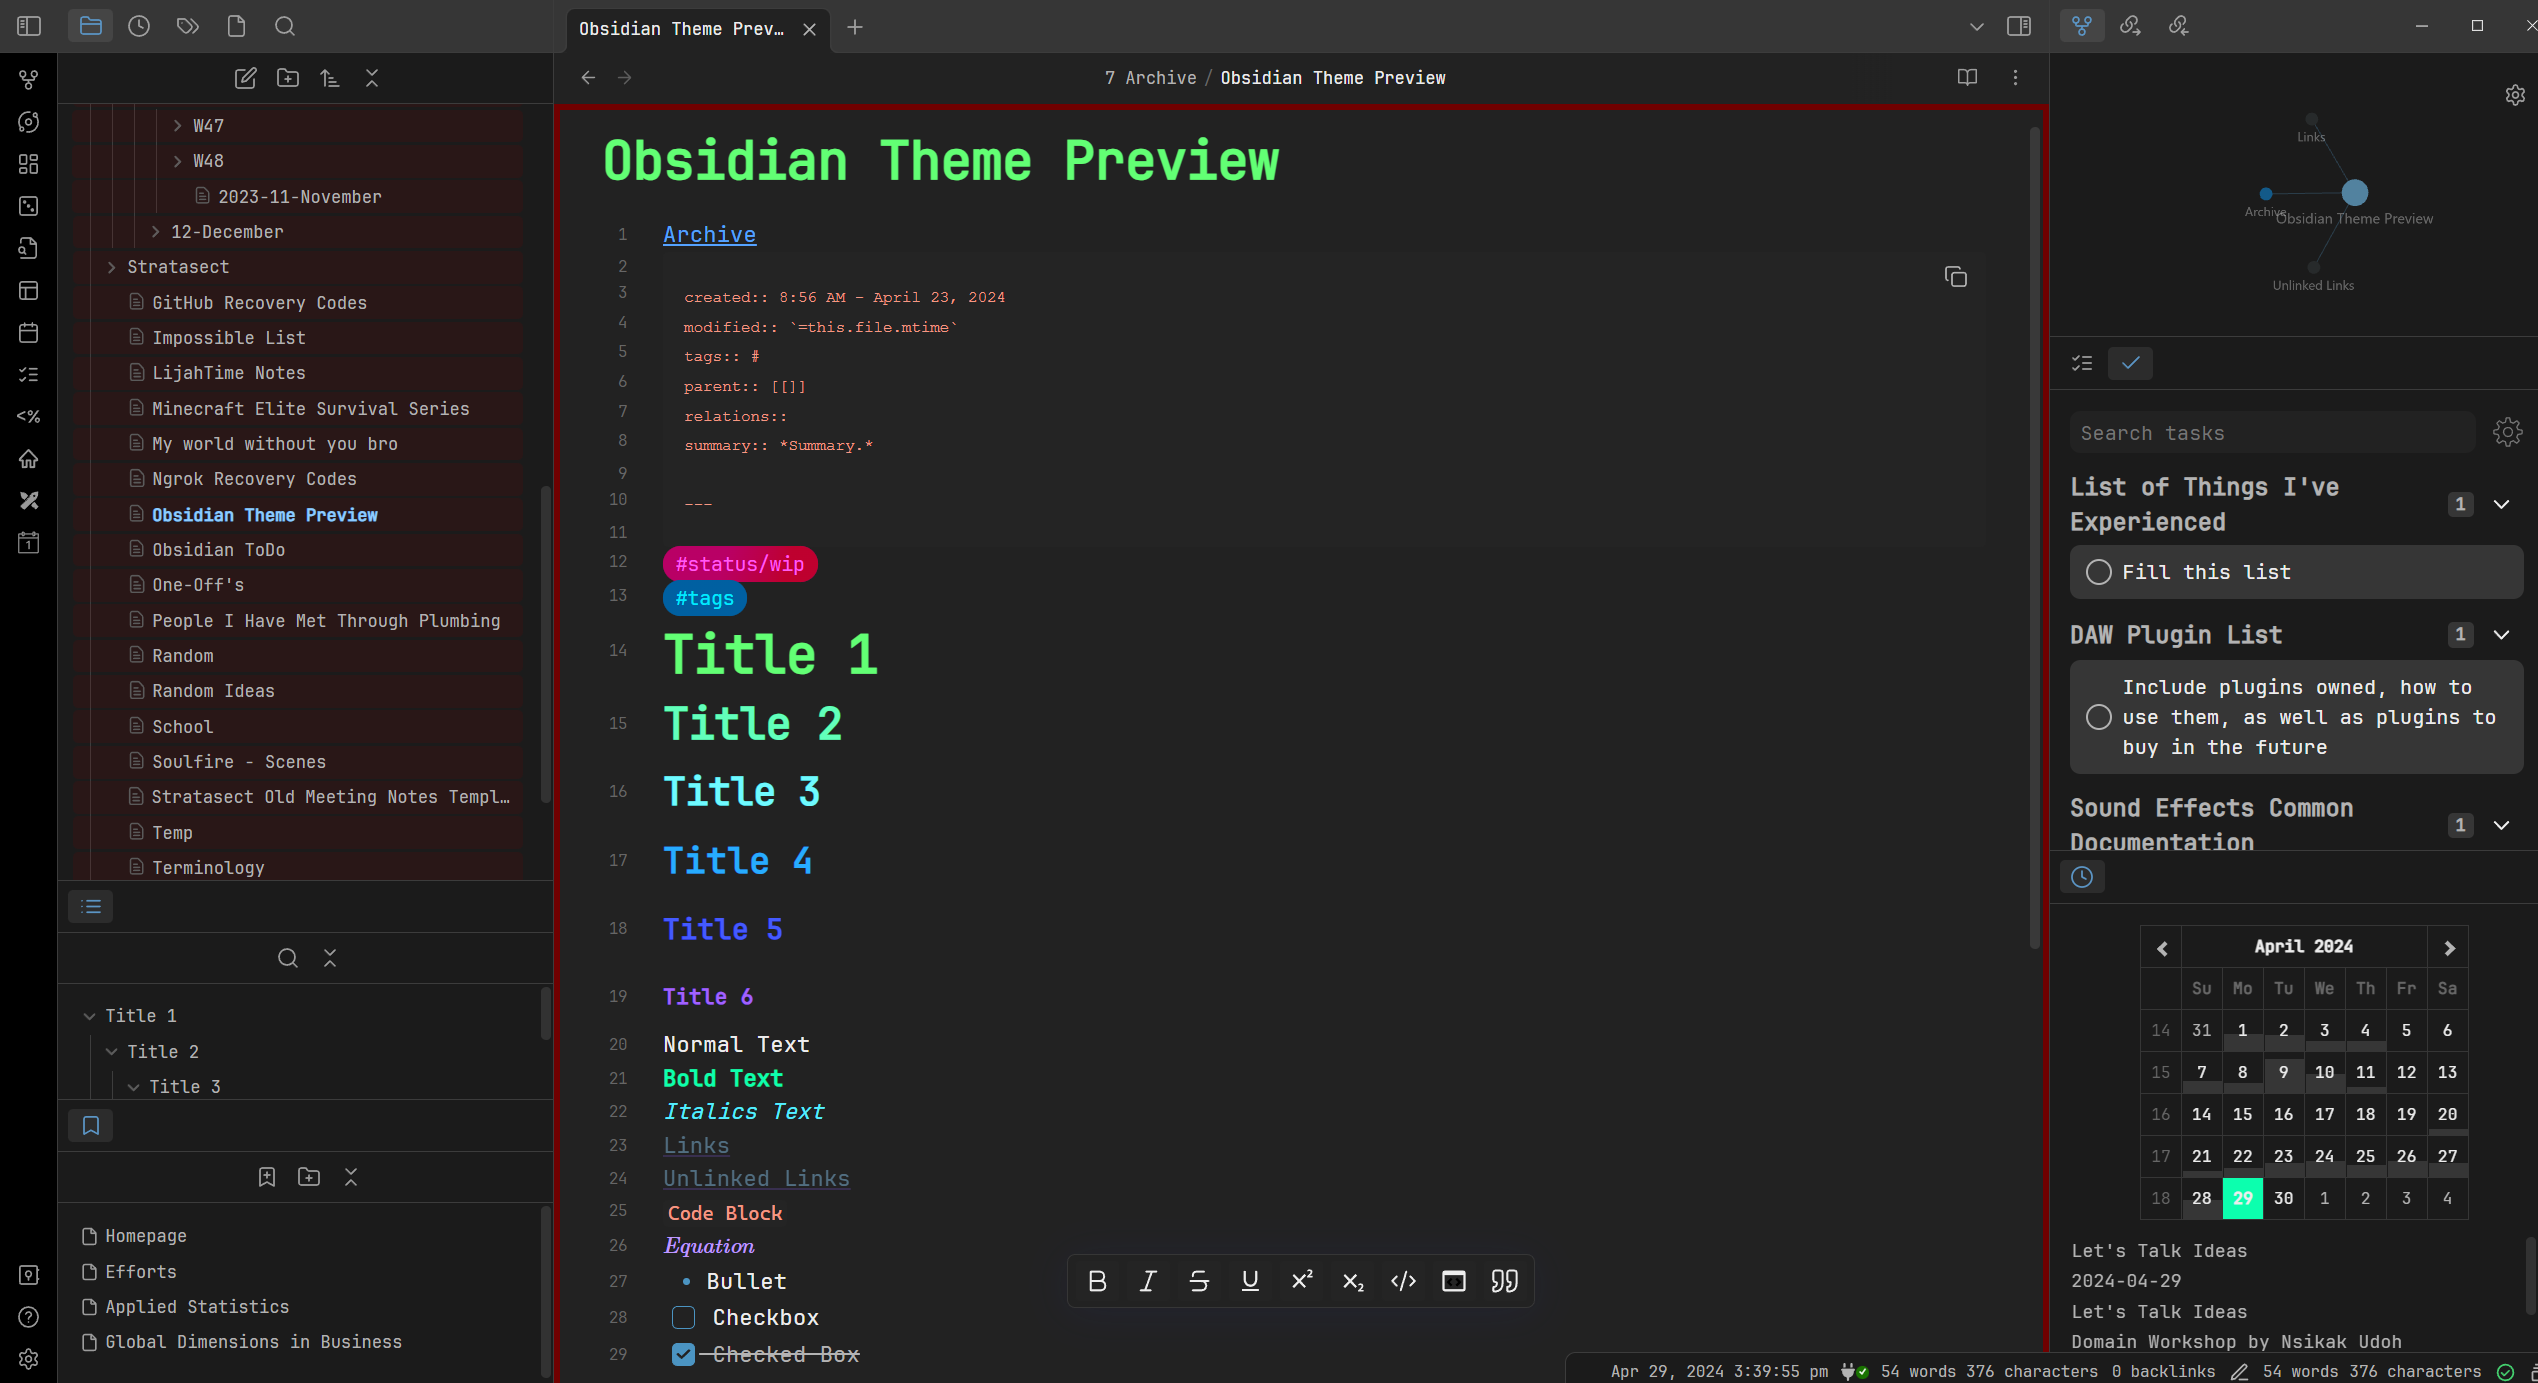 Obsidian Theme Prev…
7 Archive / Obsidian Theme Preview
W47
W48
2023-11-November
12-December
Stratasect
GitHub Recovery Codes
Impossible List
LijahTime Notes
Minecraft Elite Survival Series
My world without you bro
Ngrok Recovery Codes
Obsidian Theme Preview
Obsidian ToDo
One-Off's
People I Have Met Through Plumbing
Random
Random Ideas
School
Soulfire - Scenes
Stratasect Old Meeting Notes Templ…
Temp
Terminology
Title 1
Title 2
Title 3
Homepage
Efforts
Applied Statistics
Global Dimensions in Business
<%
1
Obsidian Theme Preview
1 Archive
2
3 created:: 8:56 AM - April 23, 2024
4 modified:: `=this.file.mtime`
5 tags:: #
6 parent:: [[]]
7 relations::
8 summary:: *Summary.*
9
10 ---
11
12 #status/wip
13 #tags
14 Title 1
15 Title 2
16 Title 3
17 Title 4
18 Title 5
19 Title 6
20 Normal Text
21 Bold Text
22 Italics Text
23 Links
24 Unlinked Links
25 Code Block
26 Equation
27 • Bullet
28 Checkbox
29 Checked Box
B I S U X² X₂ </>
Links
Archive
Obsidian Theme Preview
Unlinked Links
Search tasks
List of Things I've
Experienced
1
Fill this list
DAW Plugin List
1
Include plugins owned, how to
use them, as well as plugins to
buy in the future
Sound Effects Common
Documentation
1
April 2024
Su Mo Tu We Th Fr Sa
14 31 1 2 3 4 5 6
15 7 8 9 10 11 12 13
16 14 15 16 17 18 19 20
17 21 22 23 24 25 26 27
18 28 29 30 1 2 3 4
Let's Talk Ideas
2024-04-29
Let's Talk Ideas
Domain Workshop by Nsikak Udoh
Apr 29, 2024 3:39:55 pm 54 words 376 characters 0 backlinks 54 words 376 characters